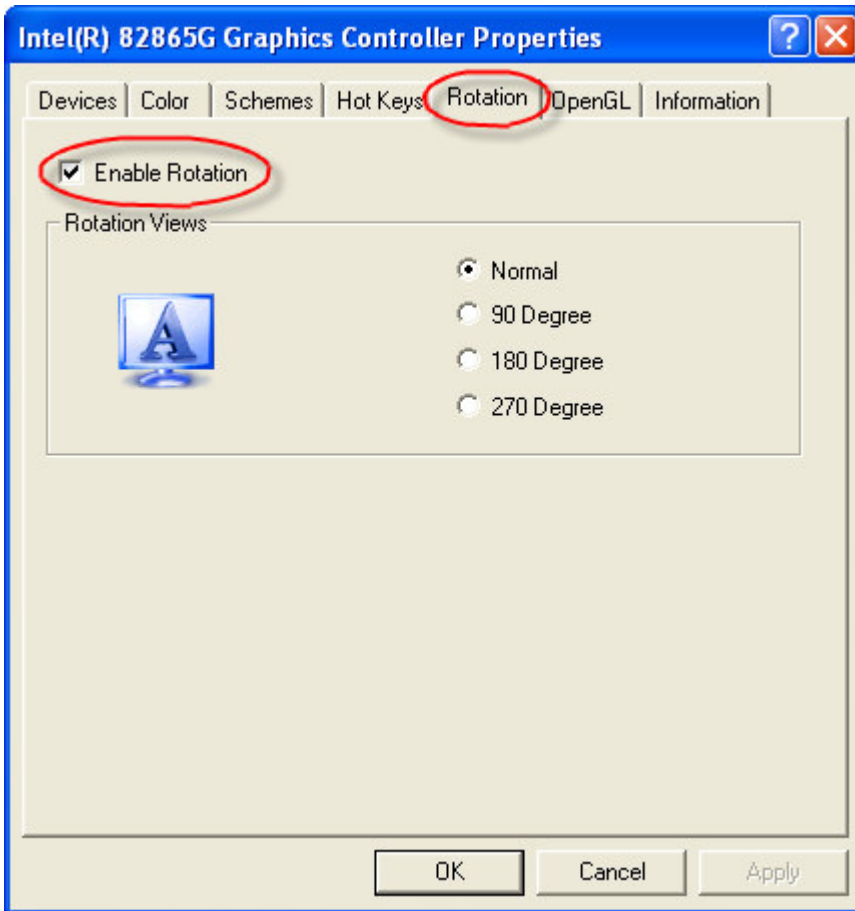 Intel(R) 82865G Graphics Controller Properties
Devices Color Schemes Hot Keys Rotation OpenGL Information
Enable Rotation
Rotation Views
A
Normal
90 Degree
180 Degree
270 Degree
OK Cancel Apply